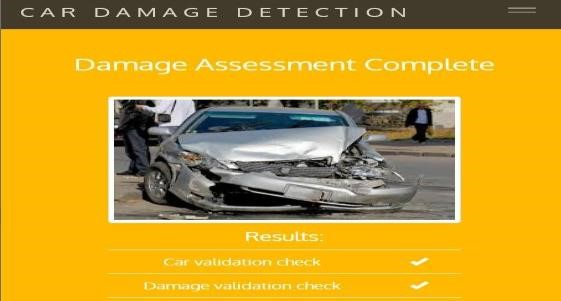 CAR DAMAGE DETECTION
Damage Assessment Complete
Results:
Car validation check ✓
Damage validation check ✓